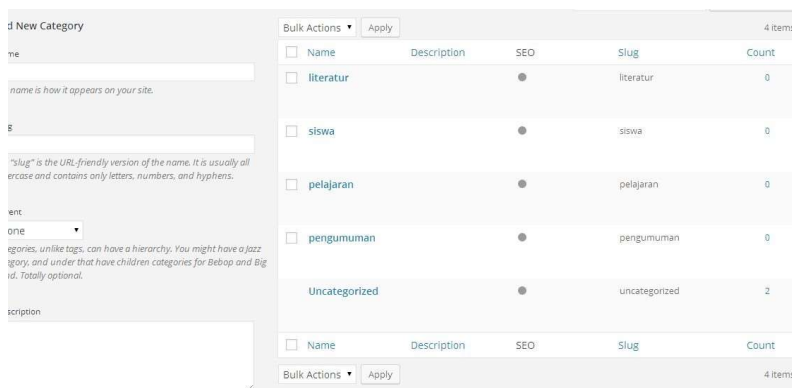 d New Category
me
name is how it appears on your site.
g
"slug" is the URL-friendly version of the name. It is usually all
ercase and contains only letters, numbers, and hyphens.
rent
one
egories, unlike tags, can have a hierarchy. You might have a Jazz
egory, and under that have children categories for Bebop and Big
nd. Totally optional.
scription
Bulk Actions Apply 4 items
Name Description SEO Slug Count
literatur literatur 0
siswa siswa 0
pelajaran pelajaran 0
pengumuman pengumuman 0
Uncategorized uncategorized 2
Name Description SEO Slug Count
Bulk Actions Apply 4 items